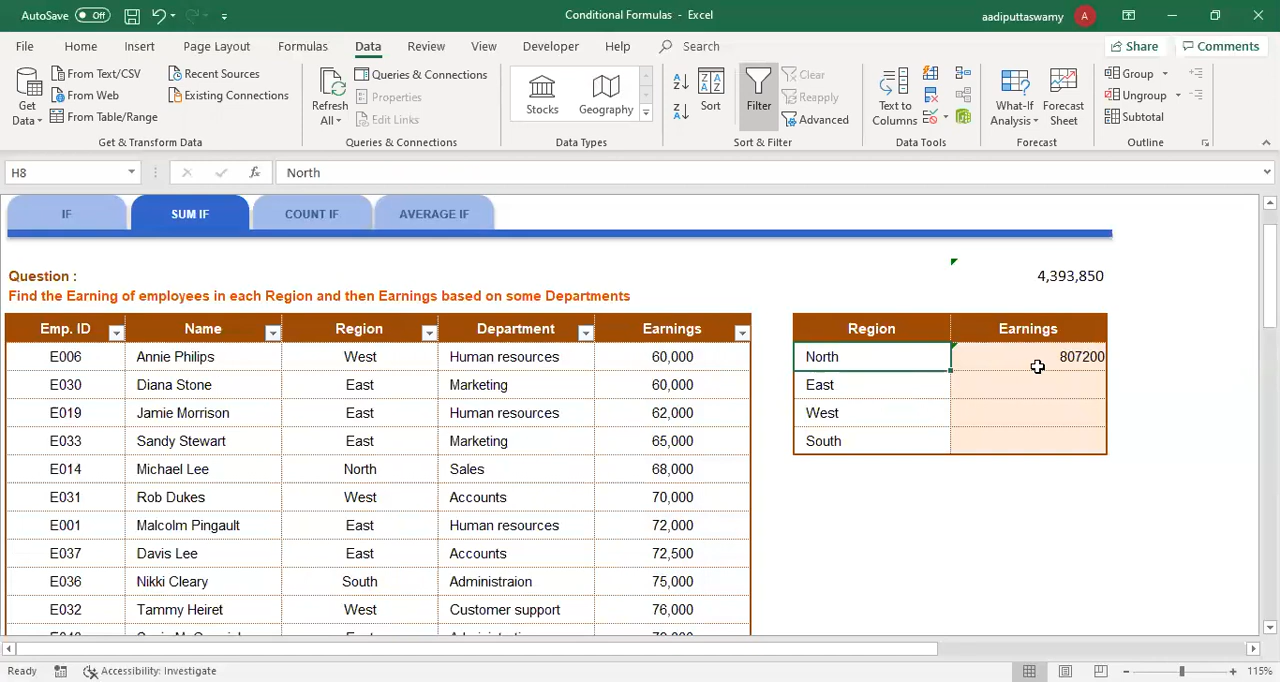 AutoSave Off Conditional Formulas - Excel aadiputtaswamy A
File Home Insert Page Layout Formulas Data Review View Developer Help Search Share Comments
Get Data From Text/CSV From Web From Table/Range Recent Sources Existing Connections
Get & Transform Data
Refresh All Queries & Connections Properties Edit Links
Queries & Connections
Stocks Geography
Data Types
Sort Filter Clear Reapply Advanced
Sort & Filter
Text to Columns
Data Tools
What-If Analysis Forecast Sheet
Forecast
Group Ungroup Subtotal
Outline
H8 fx North
IF SUM IF COUNT IF AVERAGE IF
Question :
4,393,850
Find the Earning of employees in each Region and then Earnings based on some Departments
Emp. ID Name Region Department Earnings
E006 Annie Philips West Human resources 60,000
E030 Diana Stone East Marketing 60,000
E019 Jamie Morrison East Human resources 62,000
E033 Sandy Stewart East Marketing 65,000
E014 Michael Lee North Sales 68,000
E031 Rob Dukes West Accounts 70,000
E001 Malcolm Pingault East Human resources 72,000
E037 Davis Lee East Accounts 72,500
E036 Nikki Cleary South Administraion 75,000
E032 Tammy Heiret West Customer support 76,000
Region Earnings
North 807200
East
West
South
Ready Accessibility: Investigate 115%